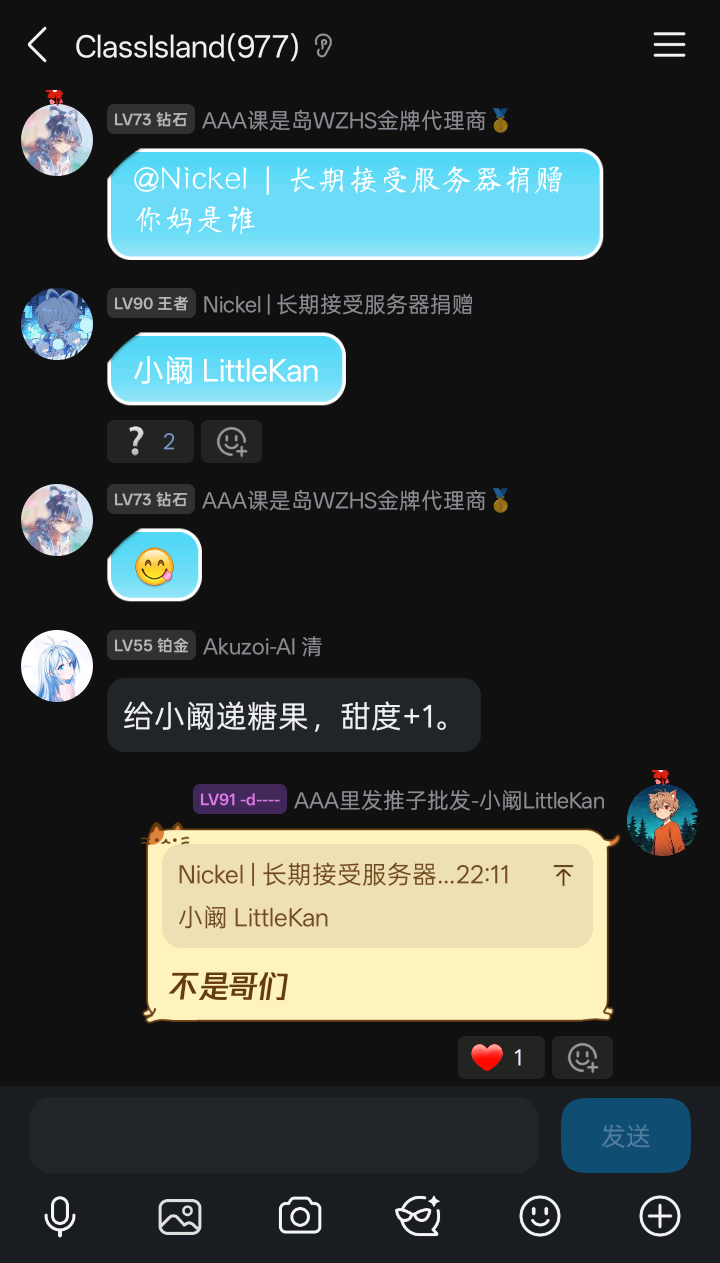 ClassIsland(977)
LV73 钻石 AAA课是岛WZHS金牌代理商🥇
@Nickel | 长期接受服务器捐赠
你妈是谁
LV90 王者 Nickel | 长期接受服务器捐赠
小阚 LittleKan
❔ 2
LV73 钻石 AAA课是岛WZHS金牌代理商🥇
😋
LV55 铂金 Akuzoi-AI 清
给小阚递糖果，甜度+1。
LV91 -d---- AAA里发推子批发-小阚LittleKan
Nickel | 长期接受服务器...22:11
小阚 LittleKan
不是哥们
❤️ 1
发送